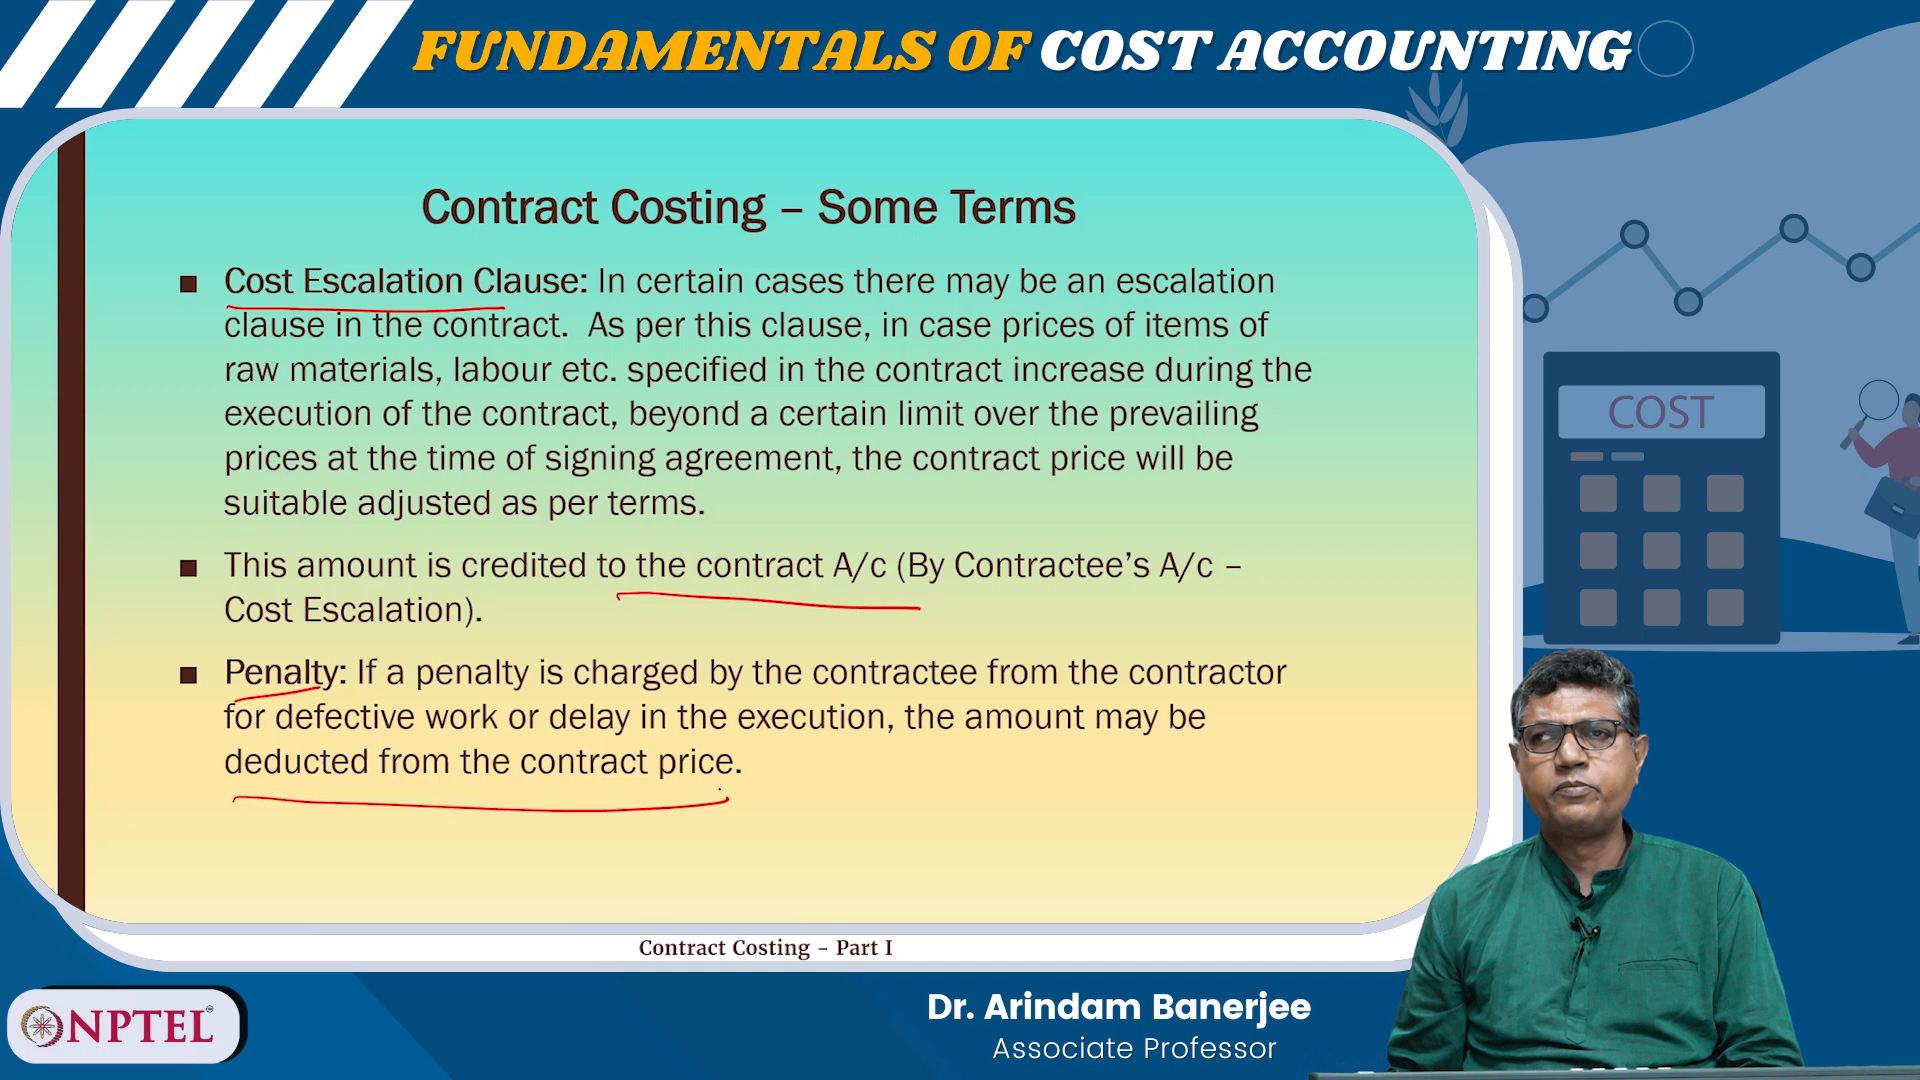 FUNDAMENTALS OF COST ACCOUNTING
Contract Costing – Some Terms
■ Cost Escalation Clause: In certain cases there may be an escalation
clause in the contract. As per this clause, in case prices of items of
raw materials, labour etc. specified in the contract increase during the
execution of the contract, beyond a certain limit over the prevailing
prices at the time of signing agreement, the contract price will be
suitable adjusted as per terms.
■ This amount is credited to the contract A/c (By Contractee’s A/c –
Cost Escalation).
■ Penalty: If a penalty is charged by the contractee from the contractor
for defective work or delay in the execution, the amount may be
deducted from the contract price.
COST
Contract Costing - Part I
NPTEL
Dr. Arindam Banerjee
Associate Professor